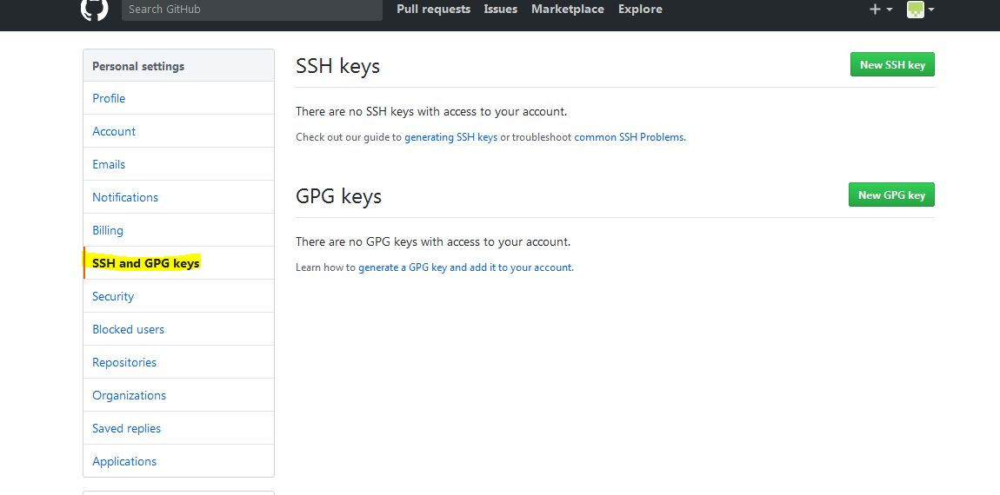 Search GitHub
Pull requests Issues Marketplace Explore
Personal settings
Profile
Account
Emails
Notifications
Billing
SSH and GPG keys
Security
Blocked users
Repositories
Organizations
Saved replies
Applications
SSH keys
New SSH key
There are no SSH keys with access to your account.
Check out our guide to generating SSH keys or troubleshoot common SSH Problems.
GPG keys
New GPG key
There are no GPG keys with access to your account.
Learn how to generate a GPG key and add it to your account.